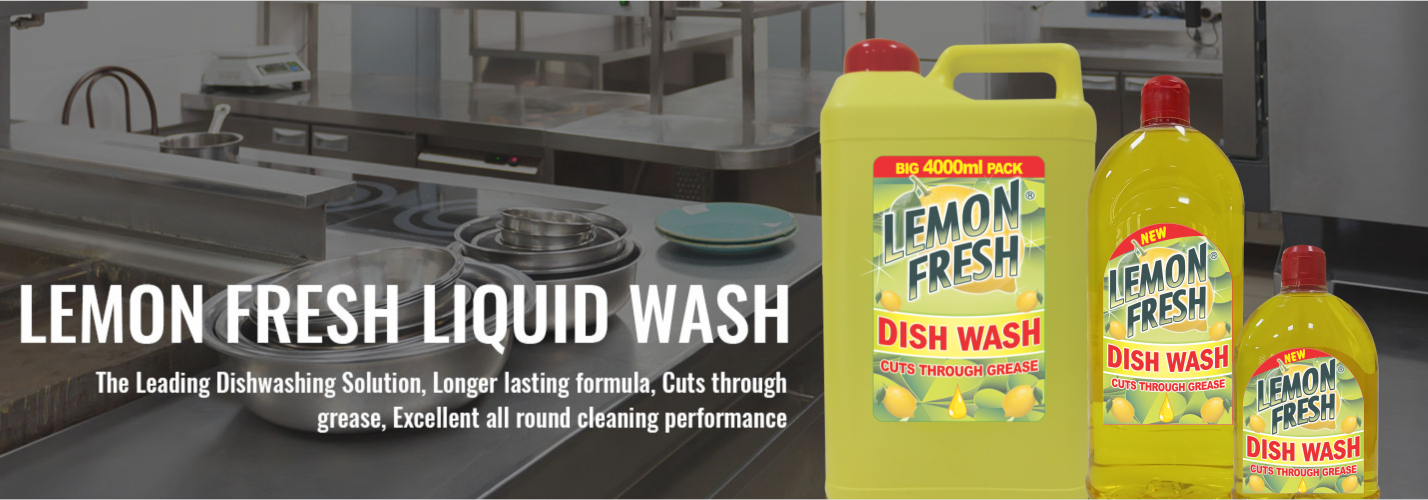 LEMON FRESH LIQUID WASH
The Leading Dishwashing Solution, Longer lasting formula, Cuts through
grease, Excellent all round cleaning performance
BIG 4000ml PACK
LEMON ®
FRESH
DISH WASH
CUTS THROUGH GREASE
NEW
LEMON ®
FRESH
DISH WASH
CUTS THROUGH GREASE
NEW
LEMON ®
FRESH
DISH WASH
CUTS THROUGH GREASE